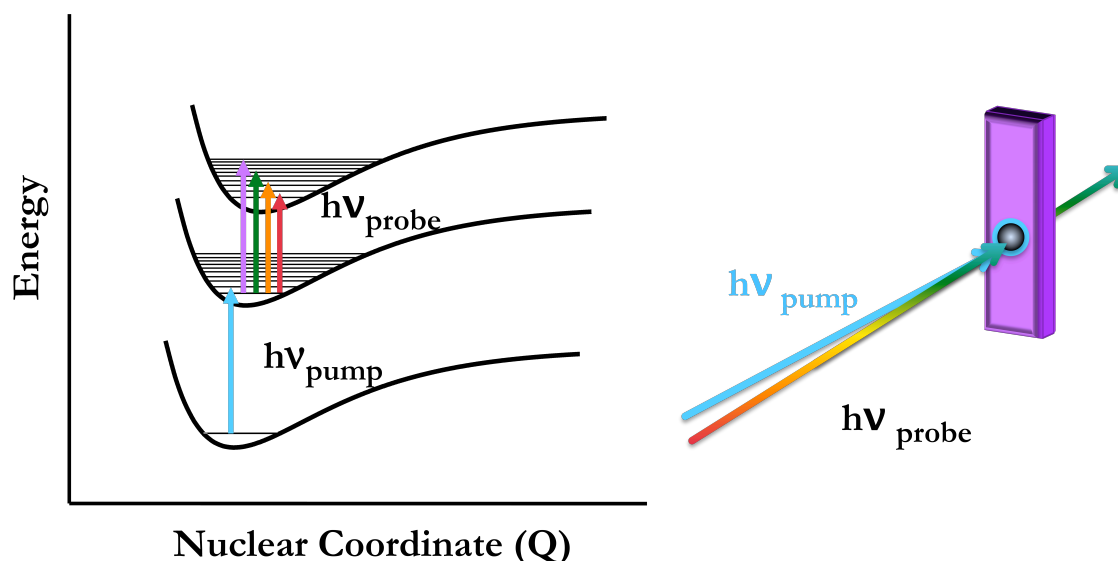 Energy
hνprobe
hνpump
Nuclear Coordinate (Q)
hν pump
hν probe